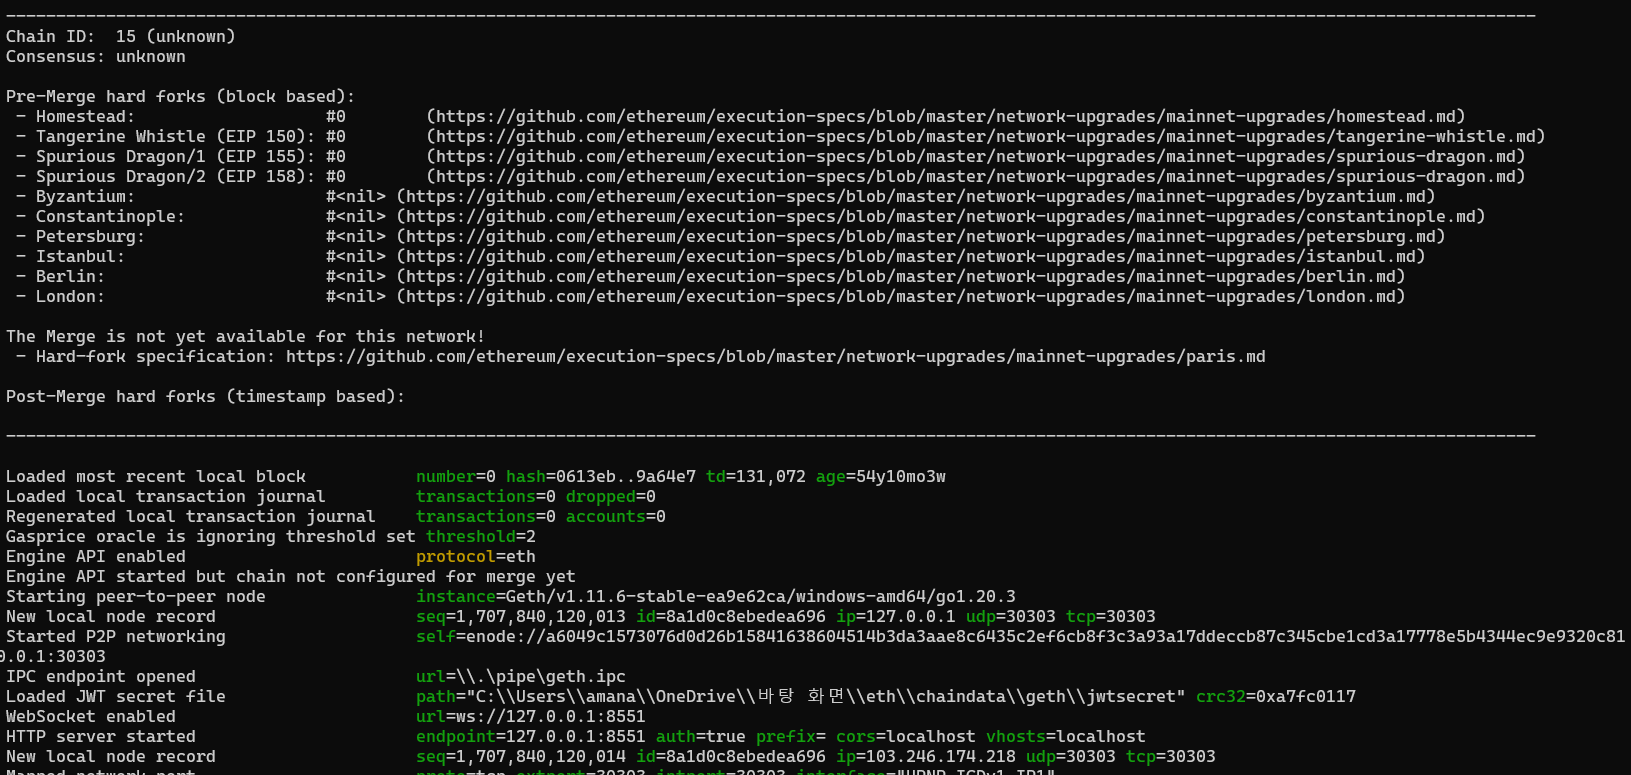 Chain ID:  15 (unknown)
Consensus: unknown
Pre-Merge hard forks (block based):
 - Homestead:                   #0        (https://github.com/ethereum/execution-specs/blob/master/network-upgrades/mainnet-upgrades/homestead.md)
 - Tangerine Whistle (EIP 150): #0        (https://github.com/ethereum/execution-specs/blob/master/network-upgrades/mainnet-upgrades/tangerine-whistle.md)
 - Spurious Dragon/1 (EIP 155): #0        (https://github.com/ethereum/execution-specs/blob/master/network-upgrades/mainnet-upgrades/spurious-dragon.md)
 - Spurious Dragon/2 (EIP 158): #0        (https://github.com/ethereum/execution-specs/blob/master/network-upgrades/mainnet-upgrades/spurious-dragon.md)
 - Byzantium:                   #<nil> (https://github.com/ethereum/execution-specs/blob/master/network-upgrades/mainnet-upgrades/byzantium.md)
 - Constantinople:              #<nil> (https://github.com/ethereum/execution-specs/blob/master/network-upgrades/mainnet-upgrades/constantinople.md)
 - Petersburg:                  #<nil> (https://github.com/ethereum/execution-specs/blob/master/network-upgrades/mainnet-upgrades/petersburg.md)
 - Istanbul:                    #<nil> (https://github.com/ethereum/execution-specs/blob/master/network-upgrades/mainnet-upgrades/istanbul.md)
 - Berlin:                      #<nil> (https://github.com/ethereum/execution-specs/blob/master/network-upgrades/mainnet-upgrades/berlin.md)
 - London:                      #<nil> (https://github.com/ethereum/execution-specs/blob/master/network-upgrades/mainnet-upgrades/london.md)
The Merge is not yet available for this network!
 - Hard-fork specification: https://github.com/ethereum/execution-specs/blob/master/network-upgrades/mainnet-upgrades/paris.md
Post-Merge hard forks (timestamp based):
Loaded most recent local block           number=0 hash=0613eb..9a64e7 td=131,072 age=54y10mo3w
Loaded local transaction journal         transactions=0 dropped=0
Regenerated local transaction journal    transactions=0 accounts=0
Gasprice oracle is ignoring threshold set threshold=2
Engine API enabled                       protocol=eth
Engine API started but chain not configured for merge yet
Starting peer-to-peer node               instance=Geth/v1.11.6-stable-ea9e62ca/windows-amd64/go1.20.3
New local node record                    seq=1,707,840,120,013 id=8a1d0c8ebedea696 ip=127.0.0.1 udp=30303 tcp=30303
Started P2P networking                   self=enode://a6049c1573076d0d26b15841638604514b3da3aae8c6435c2ef6cb8f3c3a93a17ddeccb87c345cbe1cd3a17778e5b4344ec9e9320c81
0.0.1:30303
IPC endpoint opened                      url=\\.\pipe\geth.ipc
Loaded JWT secret file                   path="C:\\Users\\amana\\OneDrive\\바탕 화면\\eth\\chaindata\\geth\\jwtsecret" crc32=0xa7fc0117
WebSocket enabled                        url=ws://127.0.0.1:8551
HTTP server started                      endpoint=127.0.0.1:8551 auth=true prefix= cors=localhost vhosts=localhost
New local node record                    seq=1,707,840,120,014 id=8a1d0c8ebedea696 ip=103.246.174.218 udp=30303 tcp=30303
Mapped network port                      proto=tcp extport=30303 intport=30303 interface="UPNP IGDv1-IP1"